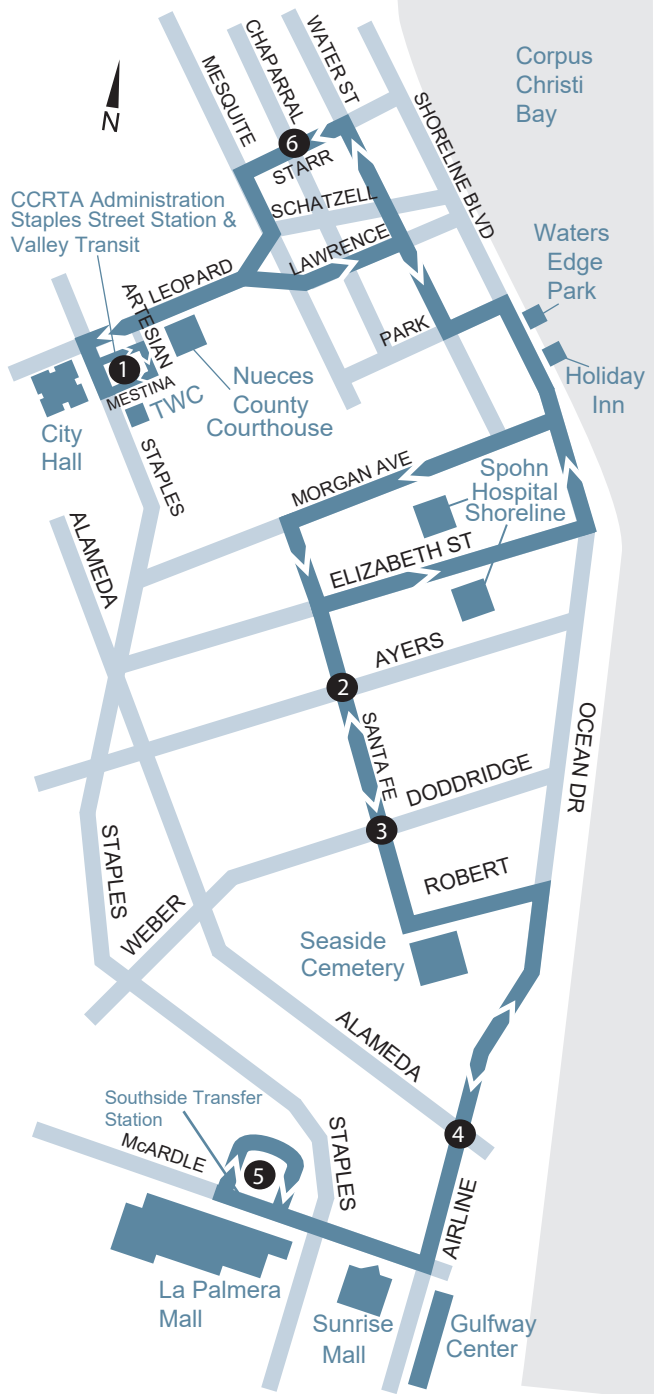 MESQUITE
CHAPARRAL
WATER ST
SHORELINE BLVD
Corpus
Christi
Bay
N
6
STARR
SCHATZELL
LAWRENCE
CCRTA Administration
Staples Street Station &
Valley Transit
LEOPARD
ARTESIAN
Waters
Edge
Park
PARK
1
MESTINA
TWC
Nueces
County
Courthouse
Holiday
Inn
City
Hall
STAPLES
MORGAN AVE
Spohn
Hospital
Shoreline
ALAMEDA
ELIZABETH ST
AYERS
2
SANTA FE
OCEAN DR
DODDRIDGE
3
STAPLES
ROBERT
WEBER
Seaside
Cemetery
ALAMEDA
Southside Transfer
Station
4
McARDLE
STAPLES
5
AIRLINE
La Palmera
Mall
Sunrise
Mall
Gulfway
Center